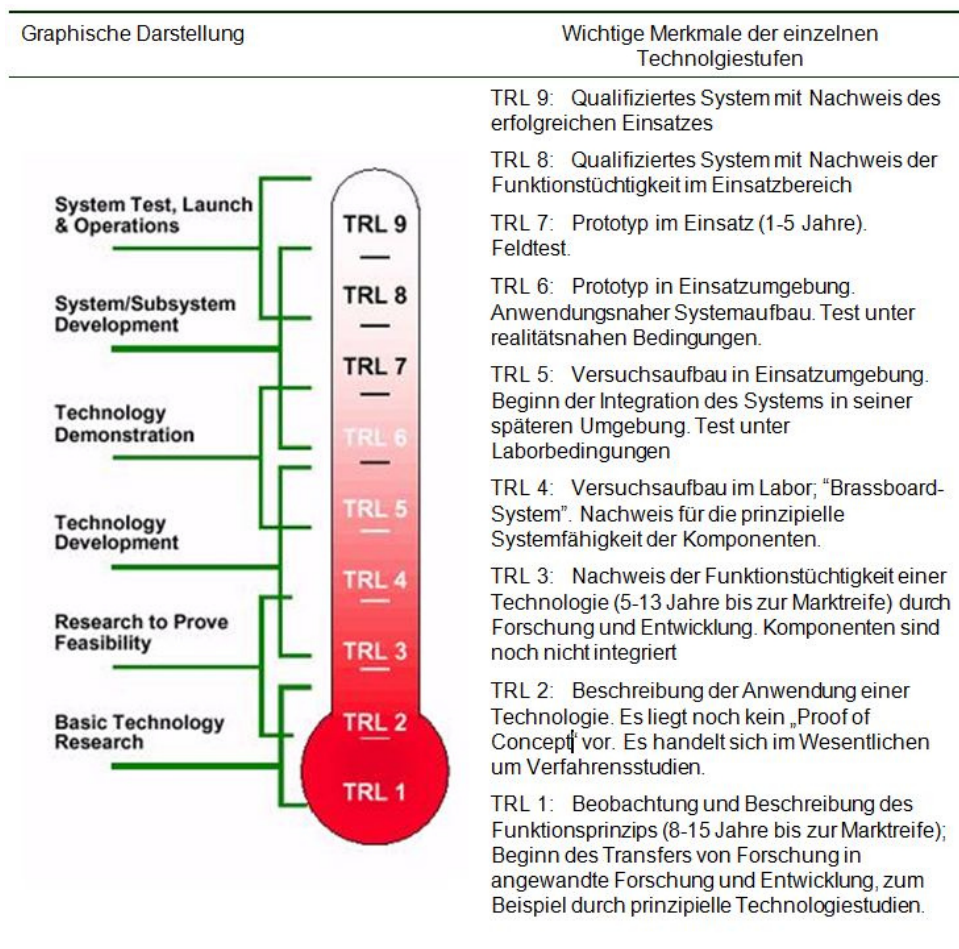 Graphische Darstellung
Wichtige Merkmale der einzelnen
Technolgiestufen
System Test, Launch
& Operations
System/Subsystem
Development
Technology
Demonstration
Technology
Development
Research to Prove
Feasibility
Basic Technology
Research
TRL 9
TRL 8
TRL 7
TRL 6
TRL 5
TRL 4
TRL 3
TRL 2
TRL 1
TRL 9: Qualifiziertes System mit Nachweis des
erfolgreichen Einsatzes
TRL 8: Qualifiziertes System mit Nachweis der
Funktionstüchtigkeit im Einsatzbereich
TRL 7: Prototyp im Einsatz (1-5 Jahre).
Feldtest.
TRL 6: Prototyp in Einsatzumgebung.
Anwendungsnaher Systemaufbau. Test unter
realitätsnahen Bedingungen.
TRL 5: Versuchsaufbau in Einsatzumgebung.
Beginn der Integration des Systems in seiner
späteren Umgebung. Test unter
Laborbedingungen
TRL 4: Versuchsaufbau im Labor; “Brassboard-
System”. Nachweis für die prinzipielle
Systemfähigkeit der Komponenten.
TRL 3: Nachweis der Funktionstüchtigkeit einer
Technologie (5-13 Jahre bis zur Marktreife) durch
Forschung und Entwicklung. Komponenten sind
noch nicht integriert
TRL 2: Beschreibung der Anwendung einer
Technologie. Es liegt noch kein „Proof of
Concept“ vor. Es handelt sich im Wesentlichen
um Verfahrensstudien.
TRL 1: Beobachtung und Beschreibung des
Funktionsprinzips (8-15 Jahre bis zur Marktreife);
Beginn des Transfers von Forschung in
angewandte Forschung und Entwicklung, zum
Beispiel durch prinzipielle Technologiestudien.